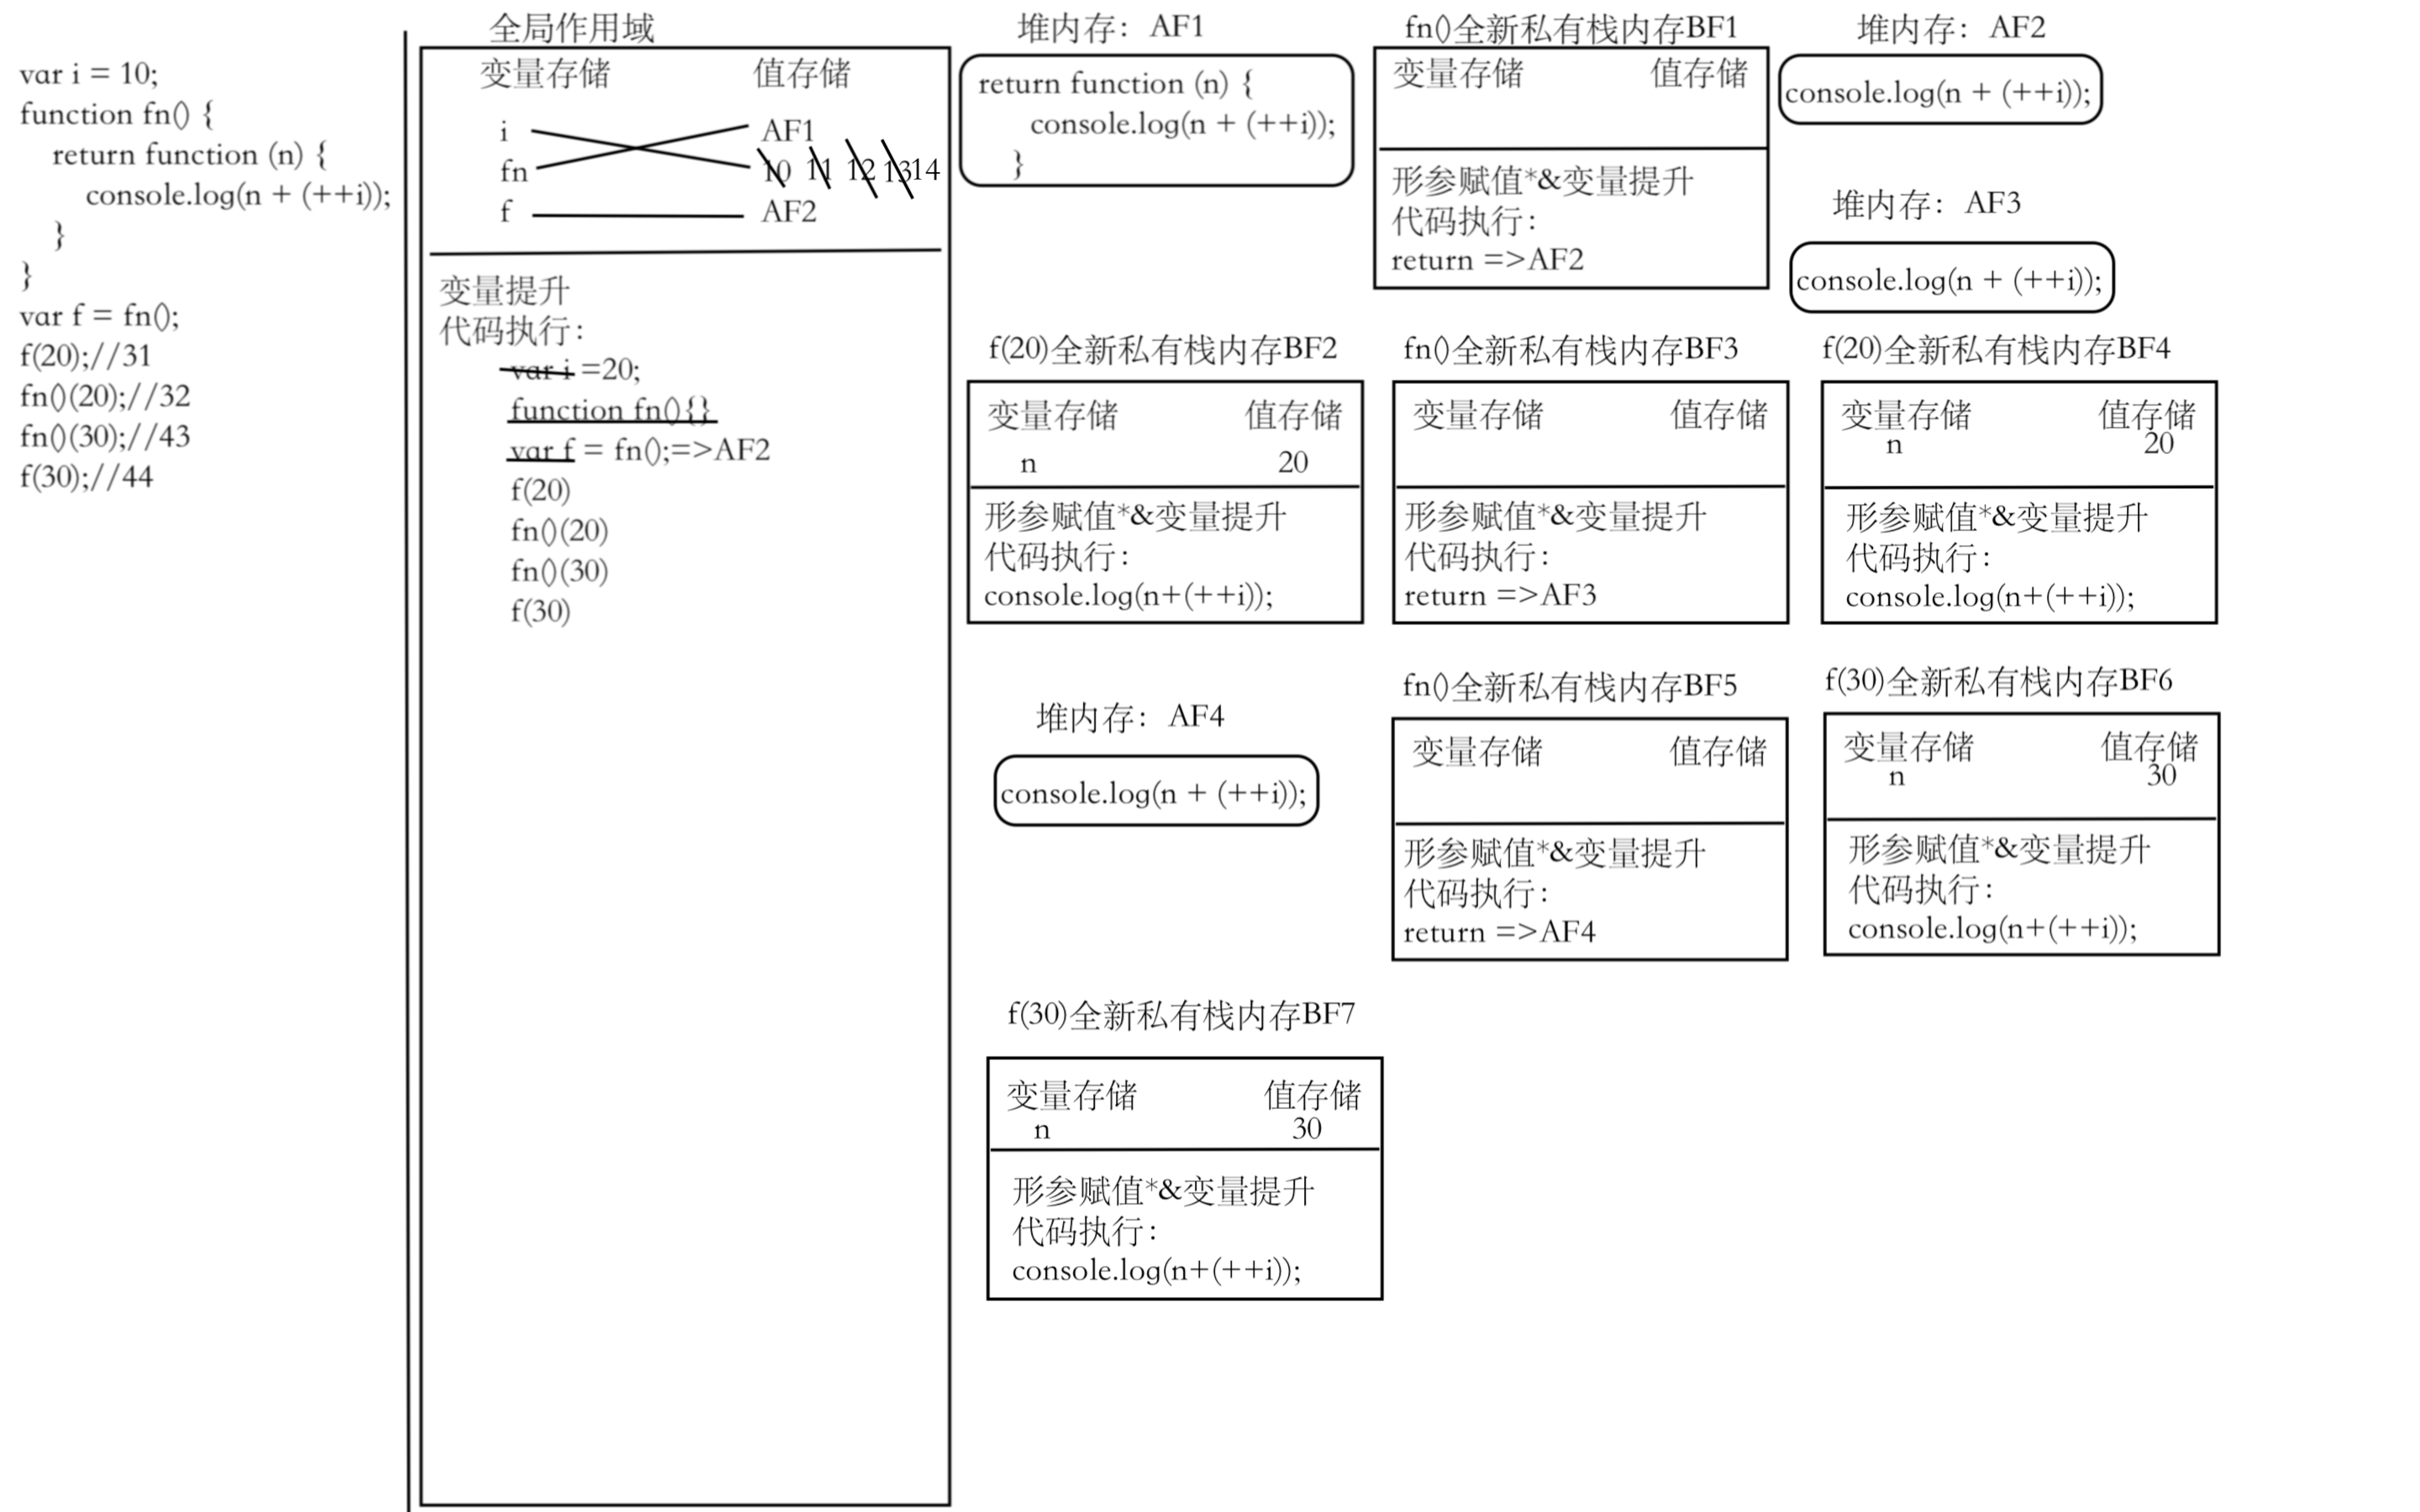 var i = 10;
function fn() {
return function (n) {
console.log(n + (++i));
}
}
var f = fn();
f(20);//31
fn()(20);//32
fn()(30);//43
f(30);//44
全局作用域
变量存储 值存储
i AF1
fn 10 11 12 13 14
f AF2
变量提升
代码执行：
var i =20;
function fn(){}
var f = fn();=>AF2
f(20)
fn()(20)
fn()(30)
f(30)
堆内存：AF1
return function (n) {
console.log(n + (++i));
}
fn()全新私有栈内存BF1
变量存储 值存储
形参赋值*&变量提升
代码执行：
return =>AF2
堆内存：AF2
console.log(n + (++i));
堆内存：AF3
console.log(n + (++i));
f(20)全新私有栈内存BF2
变量存储 值存储
n 20
形参赋值*&变量提升
代码执行：
console.log(n+(++i));
fn()全新私有栈内存BF3
变量存储 值存储
形参赋值*&变量提升
代码执行：
return =>AF3
f(20)全新私有栈内存BF4
变量存储 值存储
n 20
形参赋值*&变量提升
代码执行：
console.log(n+(++i));
堆内存：AF4
console.log(n + (++i));
fn()全新私有栈内存BF5
变量存储 值存储
形参赋值*&变量提升
代码执行：
return =>AF4
f(30)全新私有栈内存BF6
变量存储 值存储
n 30
形参赋值*&变量提升
代码执行：
console.log(n+(++i));
f(30)全新私有栈内存BF7
变量存储 值存储
n 30
形参赋值*&变量提升
代码执行：
console.log(n+(++i));